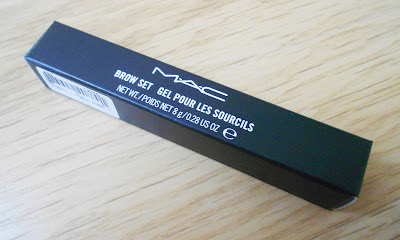 MAC
BROW SET GEL POUR LES SOURCILS
NET WT./POIDS NET 8 g/0.28 US OZ ℮